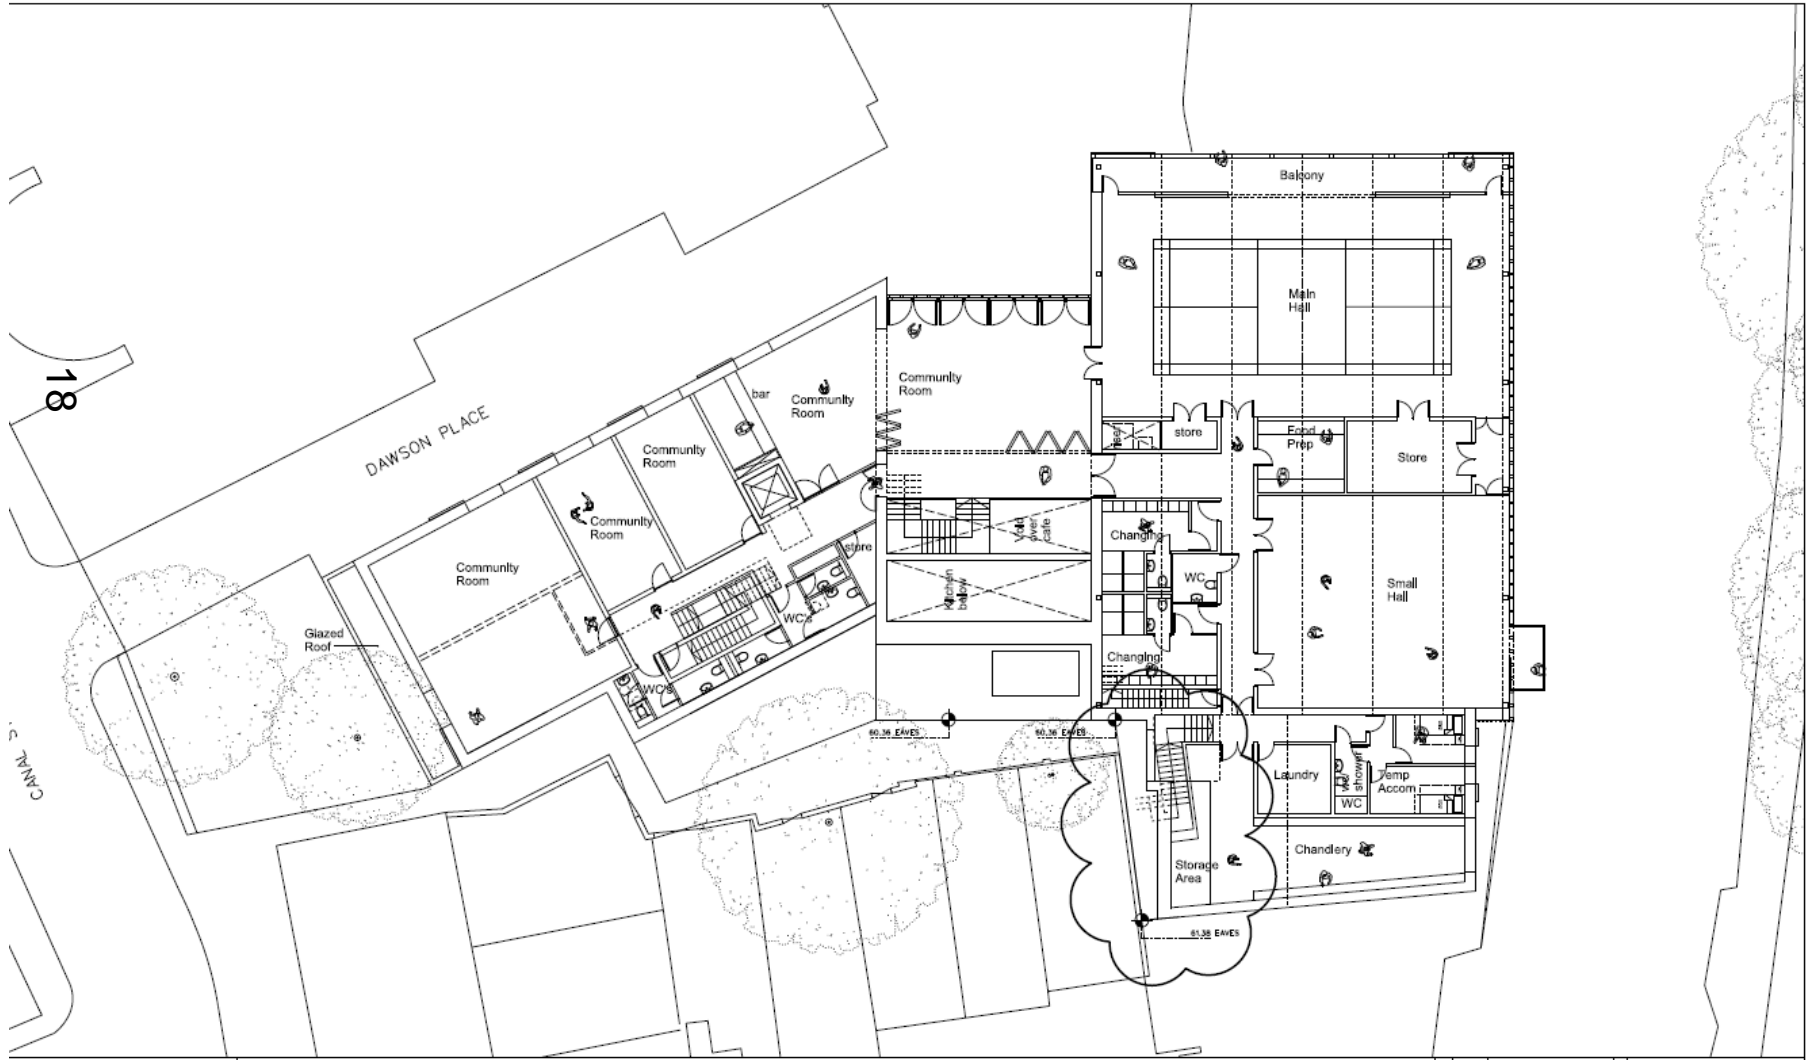 Balcony
Main
Hall
18
DAWSON PLACE
bar
Community
Room
Community
Room
riser
store
Food
Prep
Store
Community
Room
Community
Room
Community
Room
store
Void
over
cafe
Changing
WC
Kitchen
below
Small
Hall
WC's
Glazed
Roof
Changing
WC's
60.36 EAVES
60.36 EAVES
CANAL S
Laundry
shower
WC
Temp
Accom
Chandlery
Storage
Area
61.38 EAVES